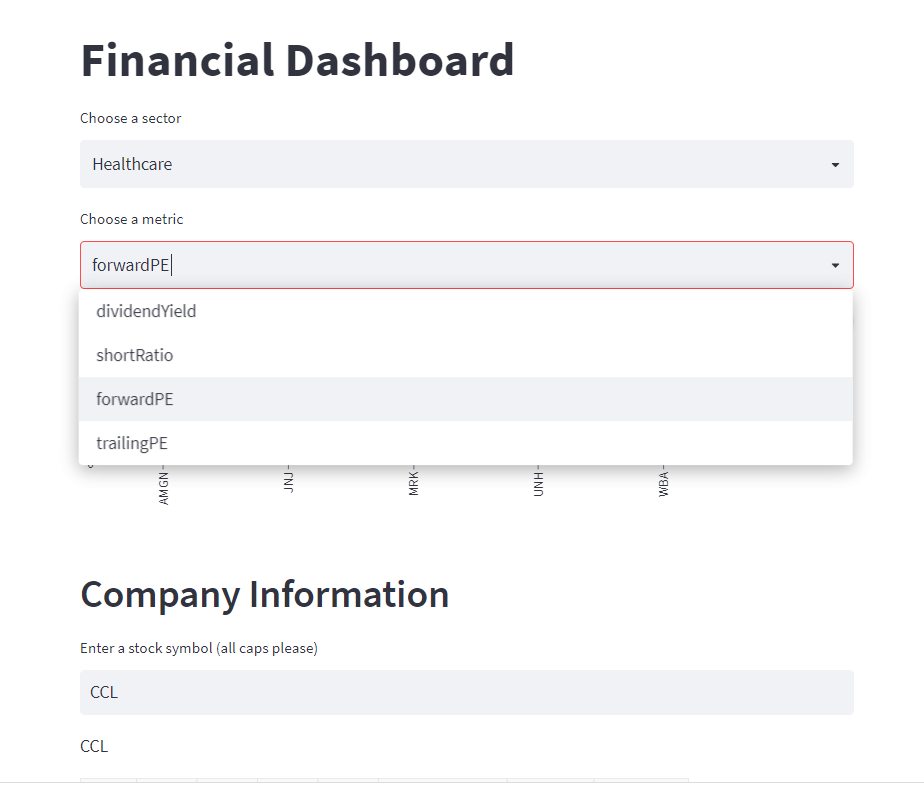 Financial Dashboard
Choose a sector
Healthcare
Choose a metric
forwardPE
dividendYield
shortRatio
forwardPE
trailingPE
AMGN
JNJ
MRK
UNH
WBA
Company Information
Enter a stock symbol (all caps please)
CCL
CCL